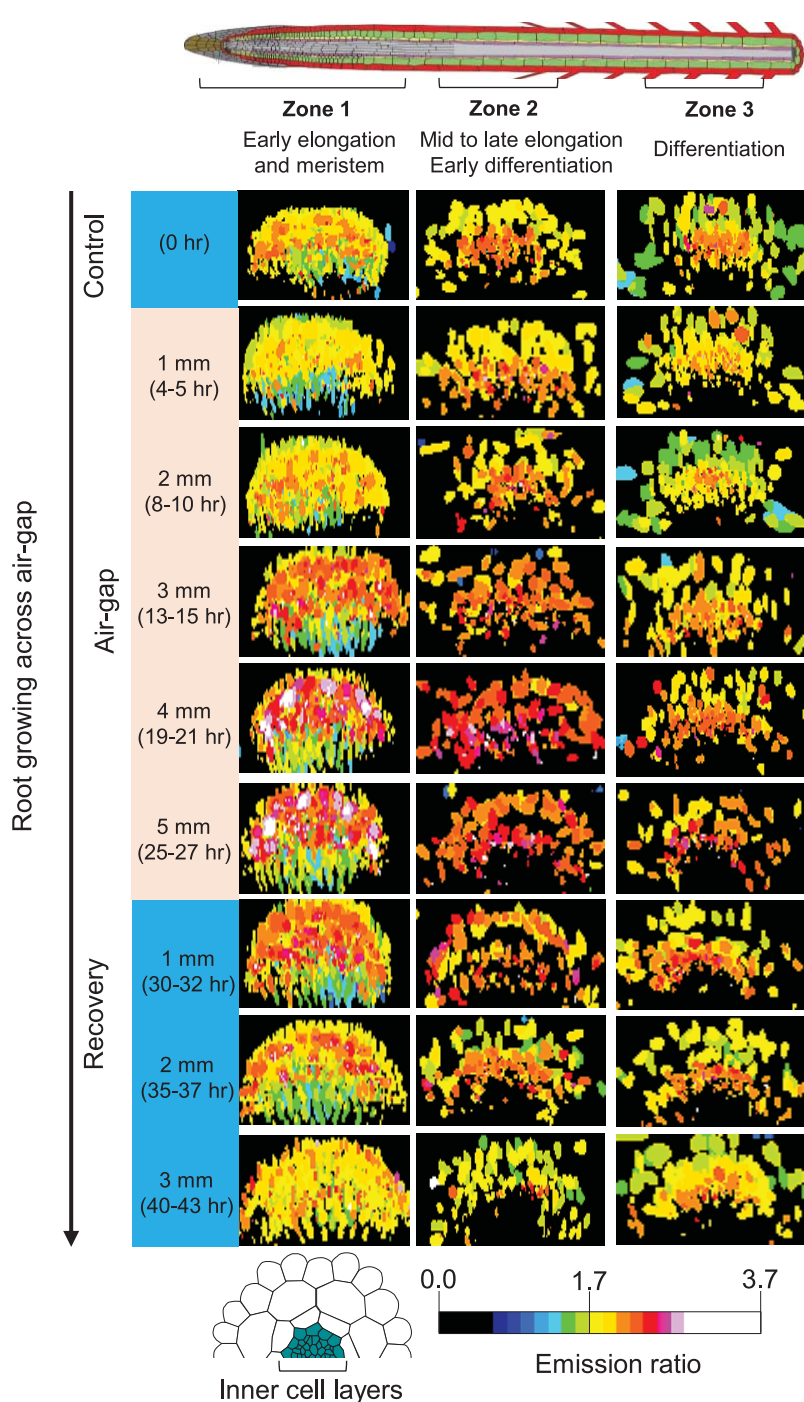 Zone 1
Early elongation
and meristem
Zone 2
Mid to late elongation
Early differentiation
Zone 3
Differentiation
Root growing across air-gap
Control
(0 hr)
Air-gap
1 mm
(4-5 hr)
2 mm
(8-10 hr)
3 mm
(13-15 hr)
4 mm
(19-21 hr)
5 mm
(25-27 hr)
Recovery
1 mm
(30-32 hr)
2 mm
(35-37 hr)
3 mm
(40-43 hr)
Inner cell layers
0.0 1.7 3.7
Emission ratio